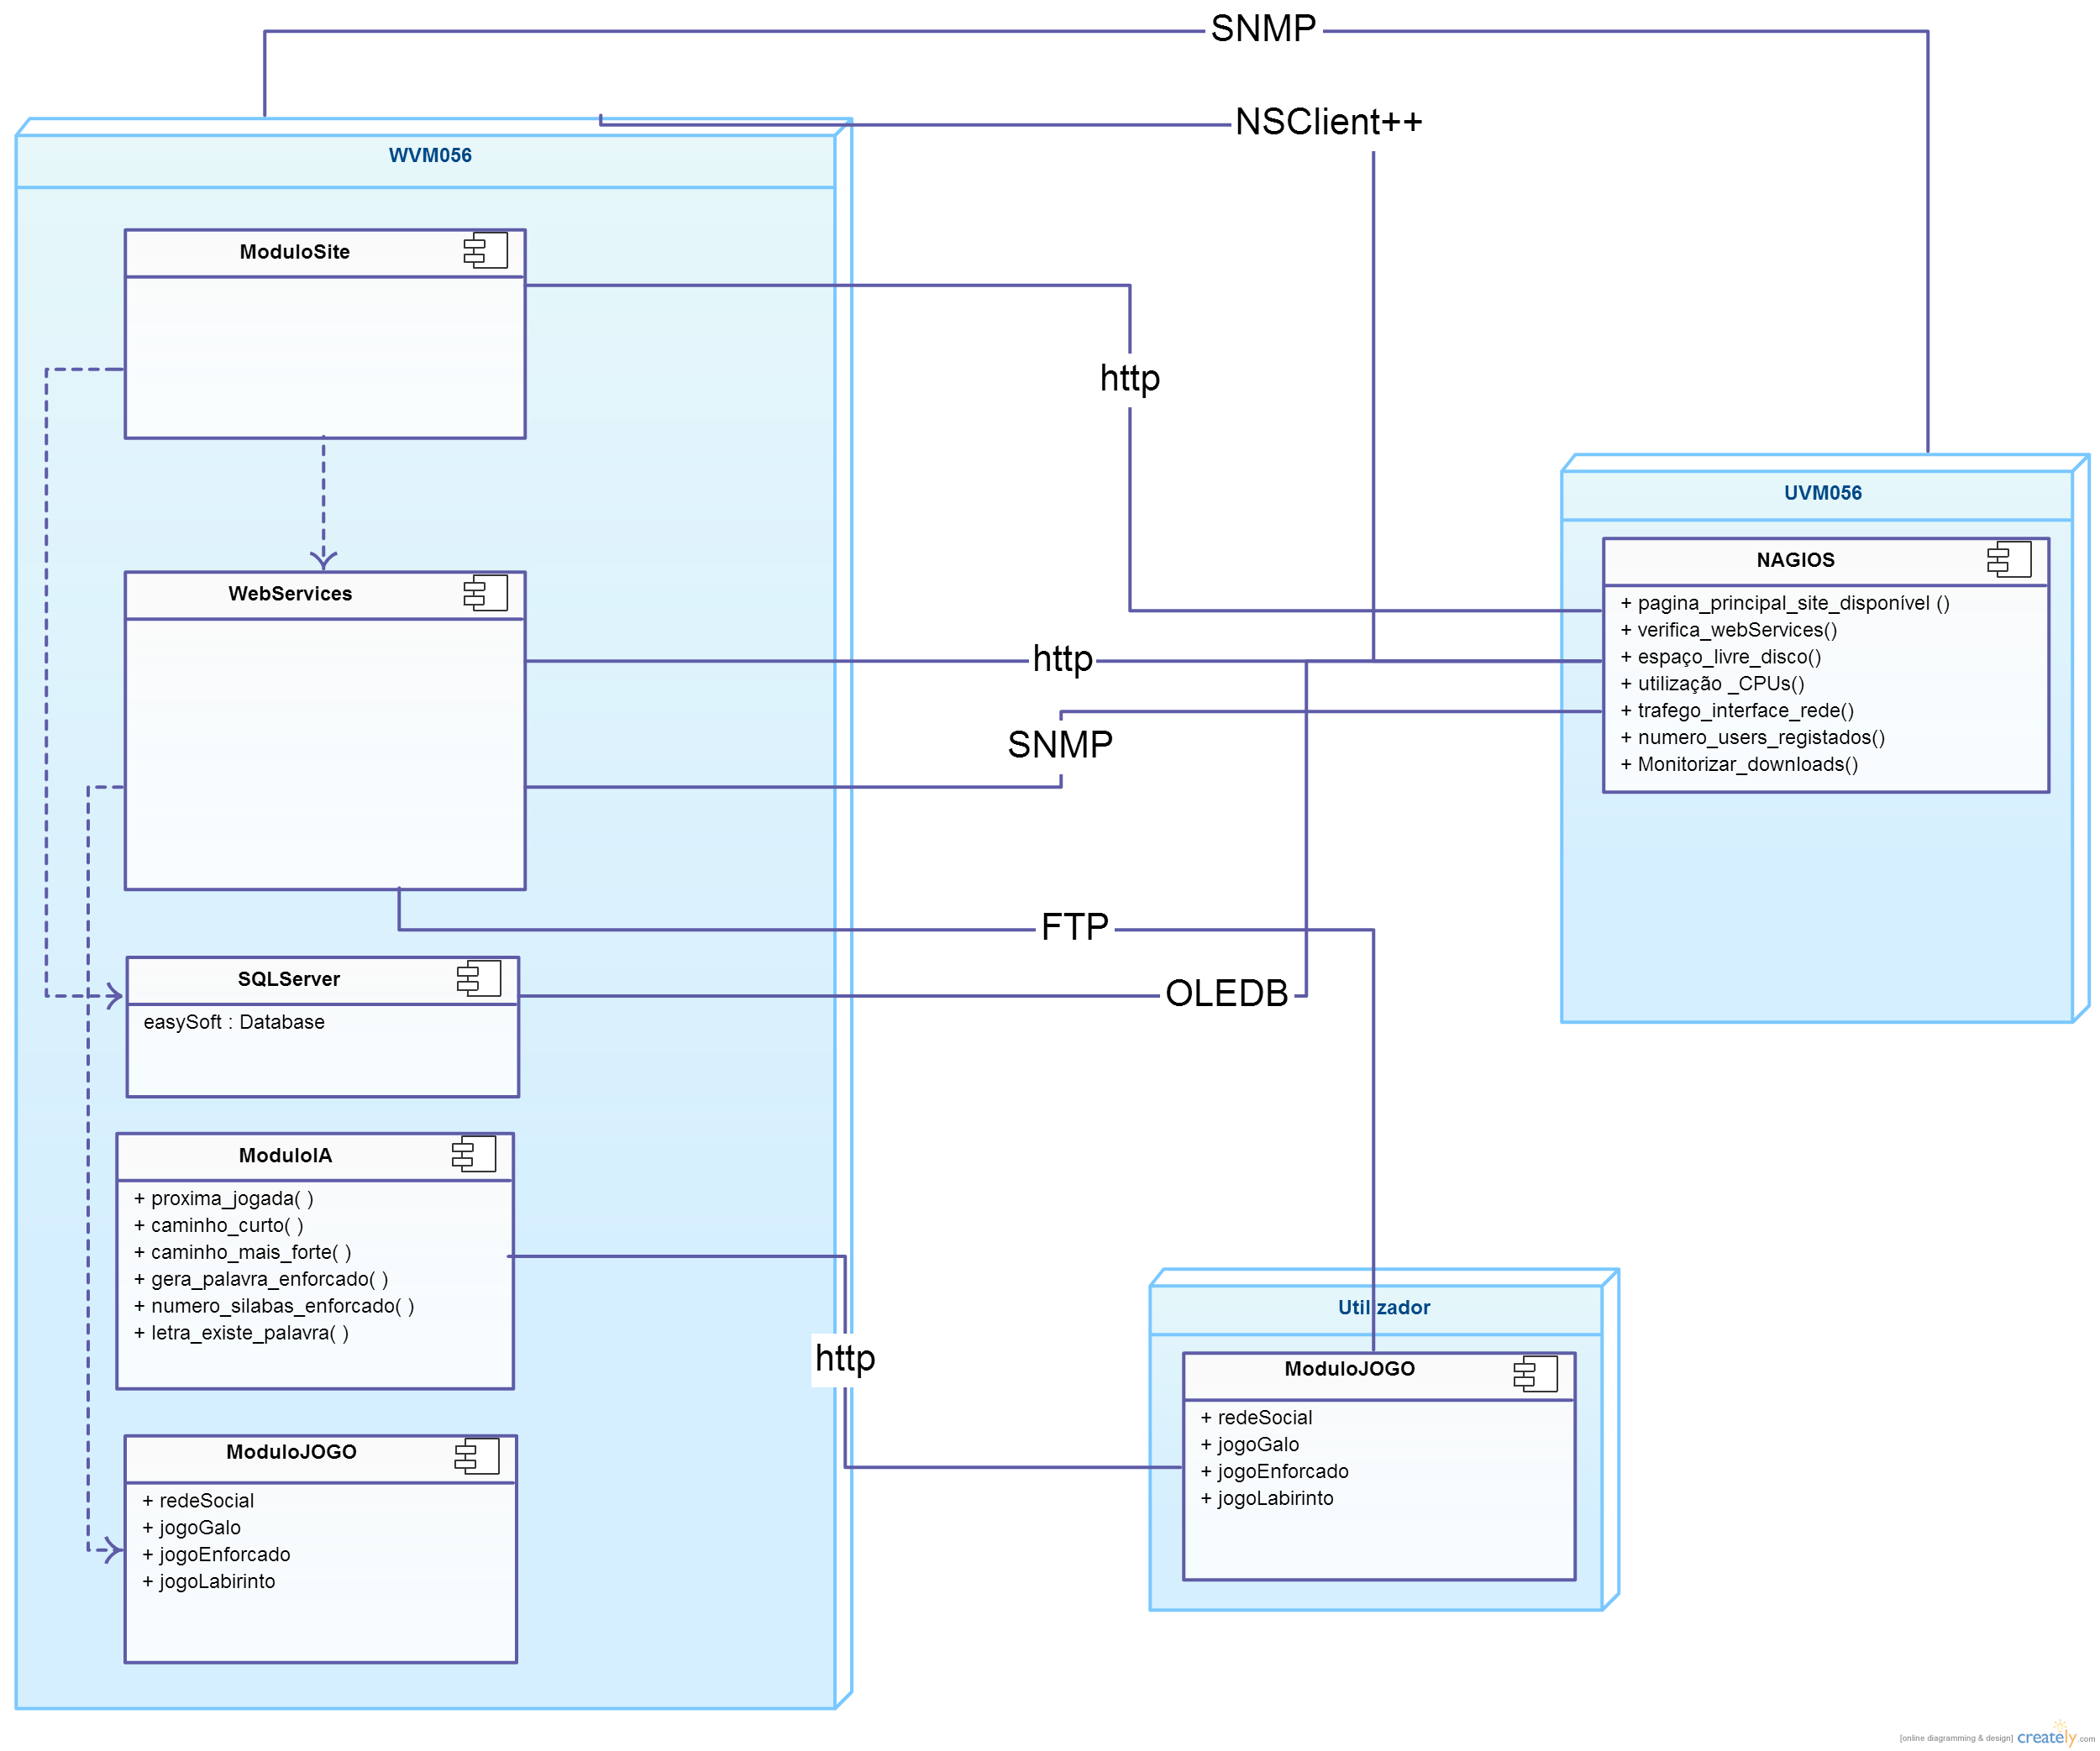 SNMP
NSClient++
WVM056
ModuloSite
http
UVM056
NAGIOS
+ pagina_principal_site_disponível ()
+ verifica_webServices()
+ espaço_livre_disco()
+ utilização _CPUs()
+ trafego_interface_rede()
+ numero_users_registados()
+ Monitorizar_downloads()
WebServices
http
SNMP
FTP
SQLServer
easySoft : Database
OLEDB
ModuloIA
+ proxima_jogada( )
+ caminho_curto( )
+ caminho_mais_forte( )
+ gera_palavra_enforcado( )
+ numero_silabas_enforcado( )
+ letra_existe_palavra( )
http
Utilizador
ModuloJOGO
+ redeSocial
+ jogoGalo
+ jogoEnforcado
+ jogoLabirinto
ModuloJOGO
+ redeSocial
+ jogoGalo
+ jogoEnforcado
+ jogoLabirinto
[online diagramming & design] creately.com